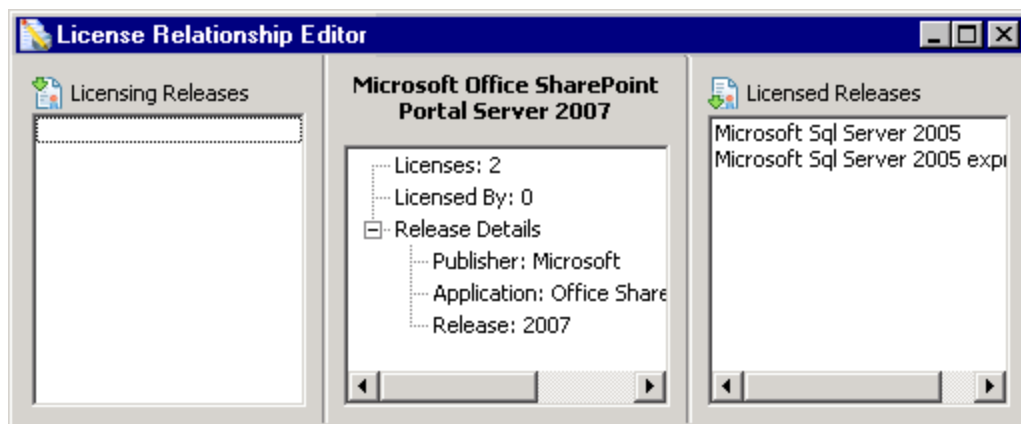 License Relationship Editor
Licensing Releases
Microsoft Office SharePoint
Portal Server 2007
Licenses: 2
Licensed By: 0
Release Details
Publisher: Microsoft
Application: Office Share
Release: 2007
Licensed Releases
Microsoft Sql Server 2005
Microsoft Sql Server 2005 expr